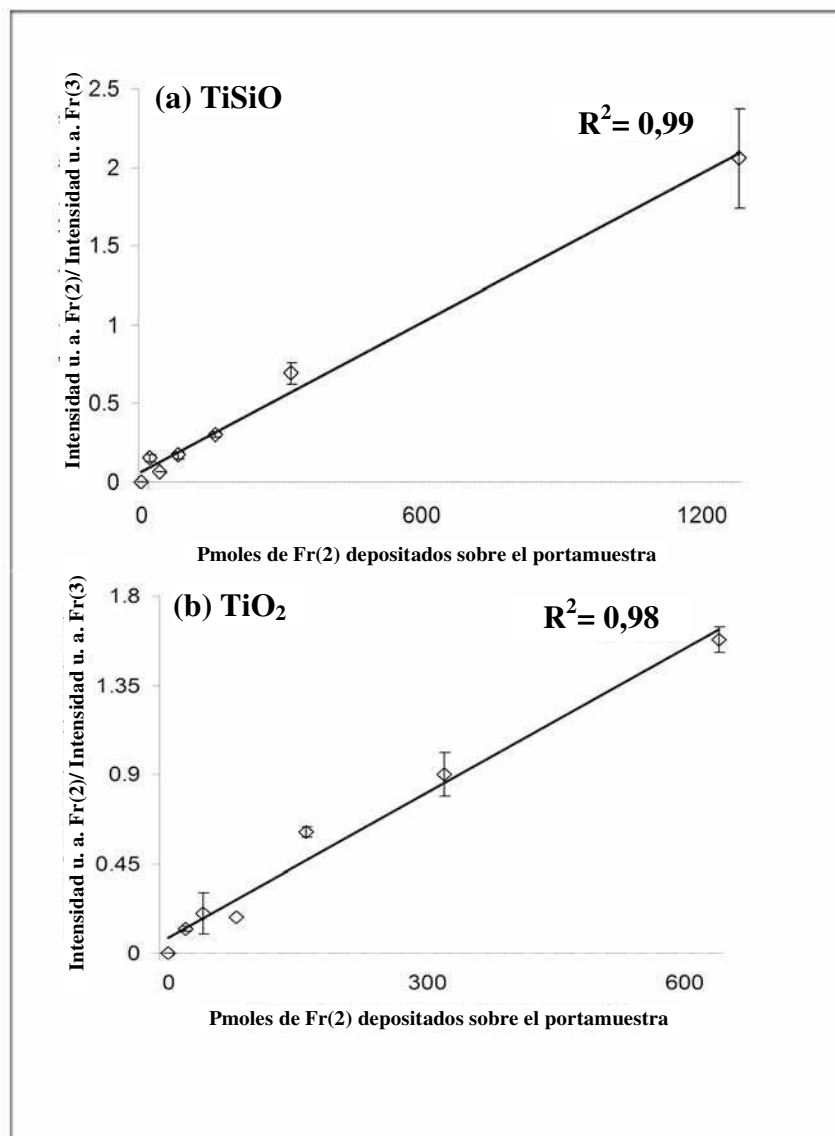 (a) TiSiO
R²= 0,99
Intensidad u. a. Fr(2)/ Intensidad u. a. Fr(3)
2.5
2
1.5
1
0.5
0
0 600 1200
Pmoles de Fr(2) depositados sobre el portamuestra
(b) TiO₂
R²= 0,98
Intensidad u. a. Fr(2)/ Intensidad u. a. Fr(3)
1.8
1.35
0.9
0.45
0
0 300 600
Pmoles de Fr(2) depositados sobre el portamuestra